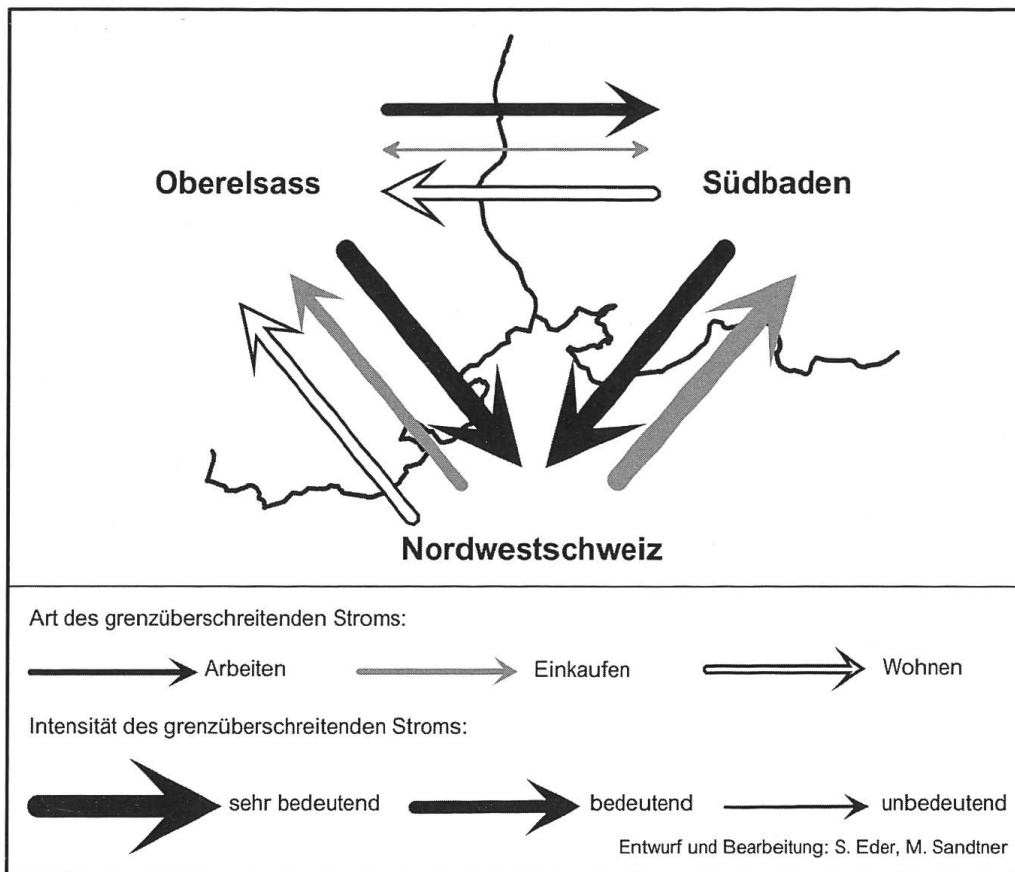 Oberelsass Südbaden
Nordwestschweiz
Art des grenzüberschreitenden Stroms:
Arbeiten Einkaufen Wohnen
Intensität des grenzüberschreitenden Stroms:
sehr bedeutend bedeutend unbedeutend
Entwurf und Bearbeitung: S. Eder, M. Sandtner